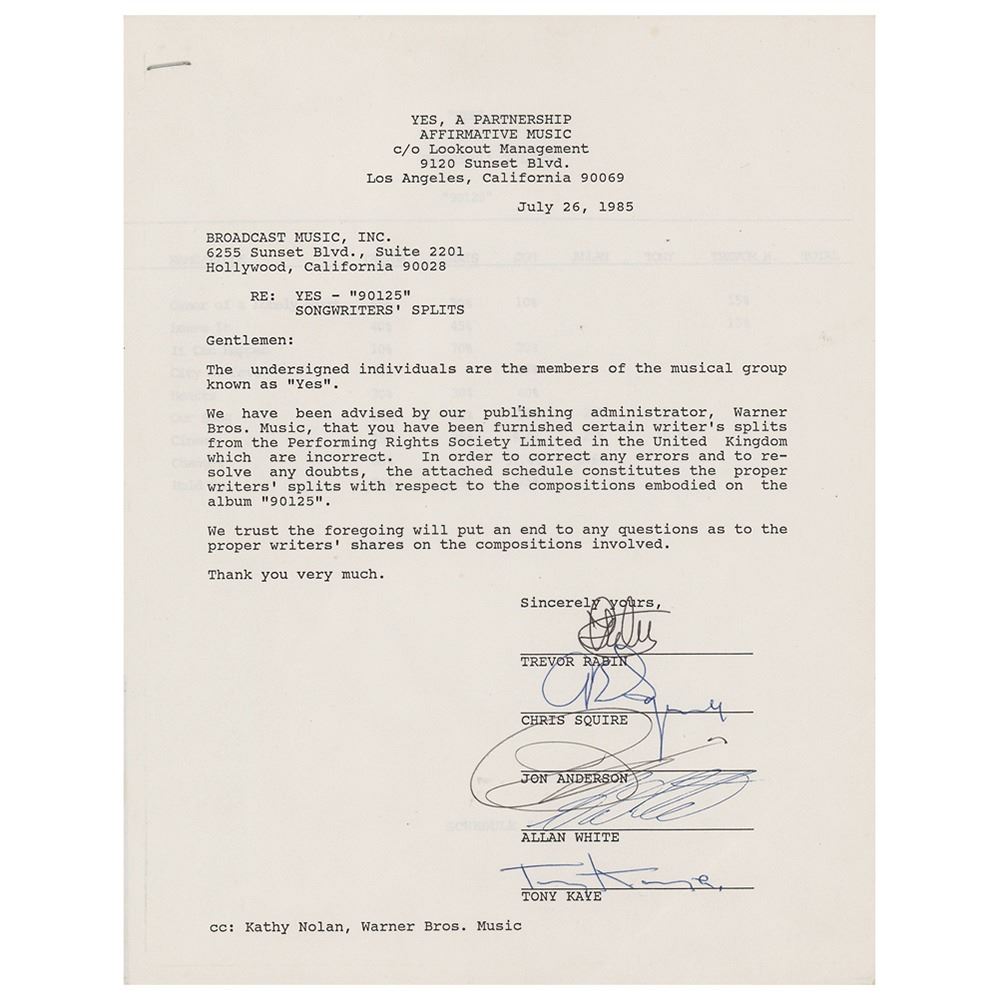 YES, A PARTNERSHIP
AFFIRMATIVE MUSIC
c/o Lookout Management
9120 Sunset Blvd.
Los Angeles, California 90069
July 26, 1985
BROADCAST MUSIC, INC.
6255 Sunset Blvd., Suite 2201
Hollywood, California 90028
RE: YES - "90125"
SONGWRITERS' SPLITS
Gentlemen:
The undersigned individuals are the members of the musical group
known as "Yes".
We have been advised by our publishing administrator, Warner
Bros. Music, that you have been furnished certain writer's splits
from the Performing Rights Society Limited in the United Kingdom
which are incorrect. In order to correct any errors and to re-
solve any doubts, the attached schedule constitutes the proper
writers' splits with respect to the compositions embodied on the
album "90125".
We trust the foregoing will put an end to any questions as to the
proper writers' shares on the compositions involved.
Thank you very much.
Sincerely yours,
TREVOR RABIN
CHRIS SQUIRE
JON ANDERSON
ALLAN WHITE
Tony Kaye
TONY KAYE
cc: Kathy Nolan, Warner Bros. Music